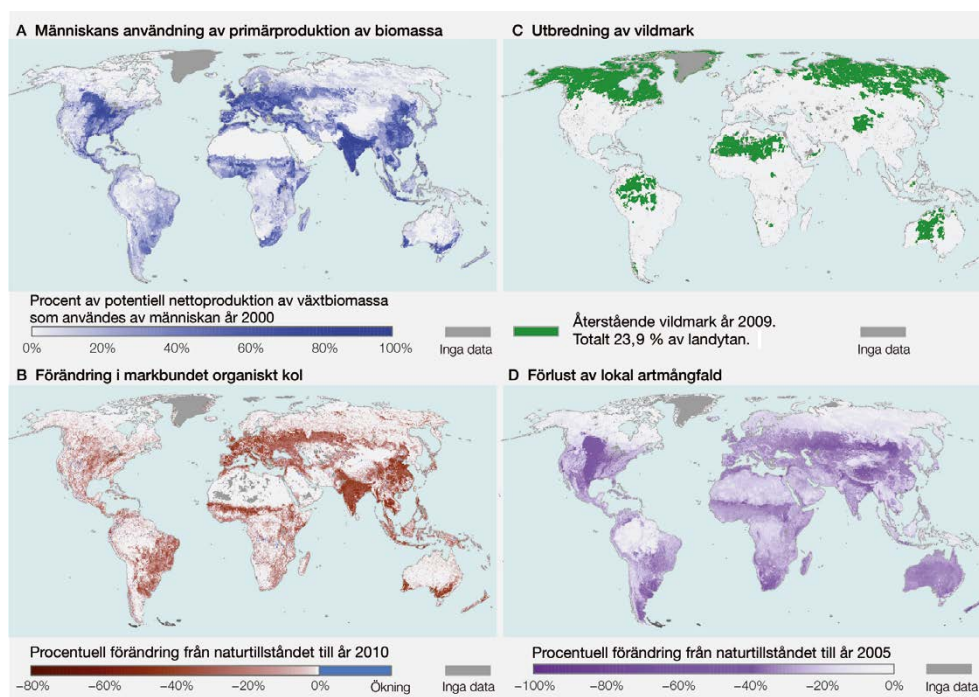 A Människans användning av primärproduktion av biomassa
Procent av potentiell nettoproduktion av växtbiomassa
som användes av människan år 2000
0% 20% 40% 60% 80% 100%
Inga data
C Utbredning av vildmark
Återstående vildmark år 2009.
Totalt 23,9 % av landytan.
Inga data
B Förändring i markbundet organiskt kol
Procentuell förändring från naturtillståndet till år 2010
−80% −60% −40% −20% 0% Ökning
Inga data
D Förlust av lokal artmångfald
Procentuell förändring från naturtillståndet till år 2005
−100% −80% −60% −40% −20% 0%
Inga data